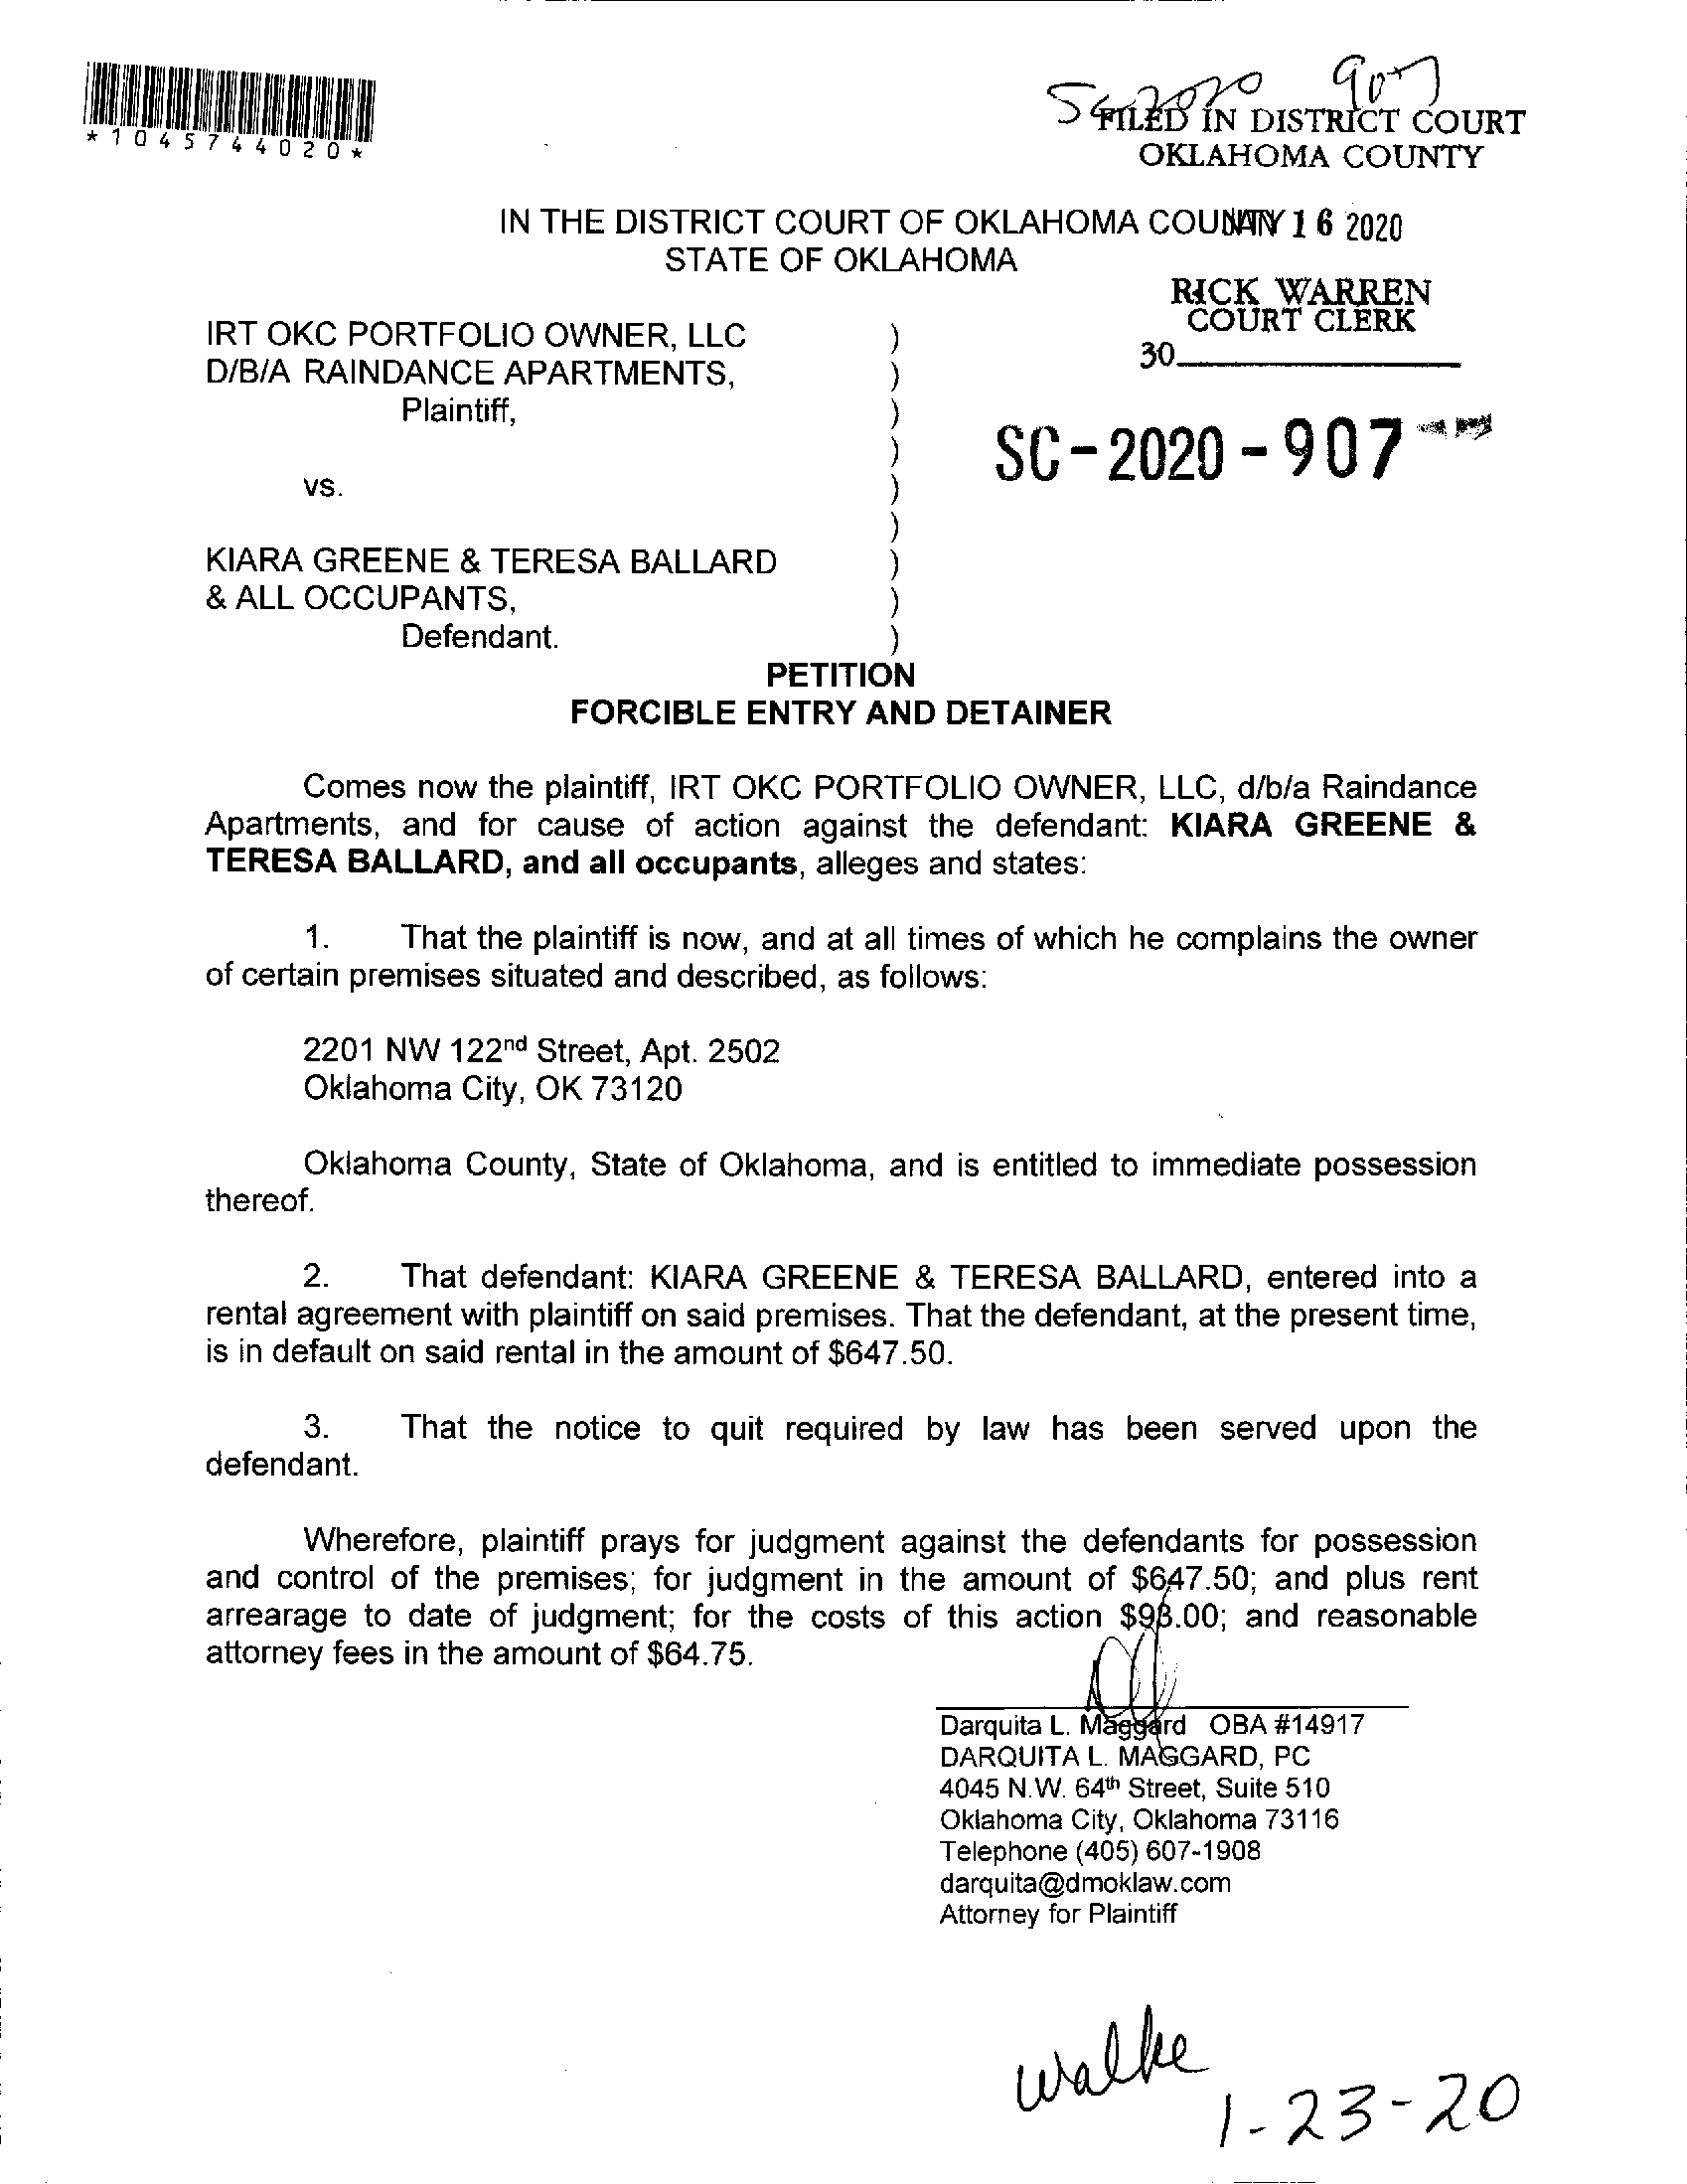 *1045744020*
SC 2020 907
FILED IN DISTRICT COURT
OKLAHOMA COUNTY
IN THE DISTRICT COURT OF OKLAHOMA COUNTY 16 2020
STATE OF OKLAHOMA
RICK WARREN
COURT CLERK
30
IRT OKC PORTFOLIO OWNER, LLC )
D/B/A RAINDANCE APARTMENTS, )
Plaintiff, )
)
vs. )
)
KIARA GREENE & TERESA BALLARD )
& ALL OCCUPANTS, )
Defendant. )
SC-2020-907
PETITION
FORCIBLE ENTRY AND DETAINER
Comes now the plaintiff, IRT OKC PORTFOLIO OWNER, LLC, d/b/a Raindance
Apartments, and for cause of action against the defendant: KIARA GREENE &
TERESA BALLARD, and all occupants, alleges and states:
1. That the plaintiff is now, and at all times of which he complains the owner
of certain premises situated and described, as follows:
2201 NW 122nd Street, Apt. 2502
Oklahoma City, OK 73120
Oklahoma County, State of Oklahoma, and is entitled to immediate possession
thereof.
2. That defendant: KIARA GREENE & TERESA BALLARD, entered into a
rental agreement with plaintiff on said premises. That the defendant, at the present time,
is in default on said rental in the amount of $647.50.
3. That the notice to quit required by law has been served upon the
defendant.
Wherefore, plaintiff prays for judgment against the defendants for possession
and control of the premises; for judgment in the amount of $647.50; and plus rent
arrearage to date of judgment; for the costs of this action $98.00; and reasonable
attorney fees in the amount of $64.75.
Darquita L. Maggard OBA #14917
DARQUITA L. MAGGARD, PC
4045 N.W. 64th Street, Suite 510
Oklahoma City, Oklahoma 73116
Telephone (405) 607-1908
darquita@dmoklaw.com
Attorney for Plaintiff
walke
1-23-20